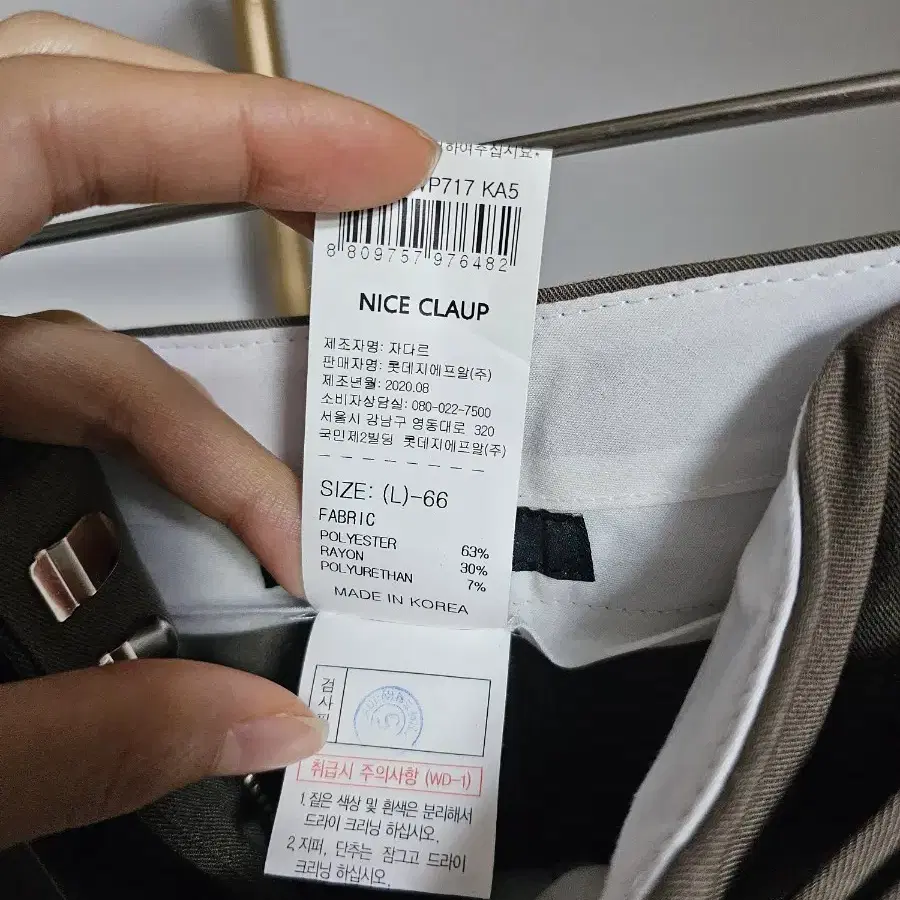 하여주십시요.
VP717 KA5
8 809757 976482
NICE CLAUP
제조자명: 자다르
판매자명: 롯데지에프알(주)
제조년월: 2020.08
소비자상담실: 080-022-7500
서울시 강남구 영동대로 320
국민제2빌딩 롯데지에프알(주)
SIZE: (L)-66
FABRIC
POLYESTER 63%
RAYON 30%
POLYURETHAN 7%
MADE IN KOREA
검사
취급시 주의사항 (WD-1)
1. 짙은 색상 및 흰색은 분리해서
드라이 크리닝 하십시오.
2. 지퍼, 단추는 잠그고 드라이
크리닝 하십시오.